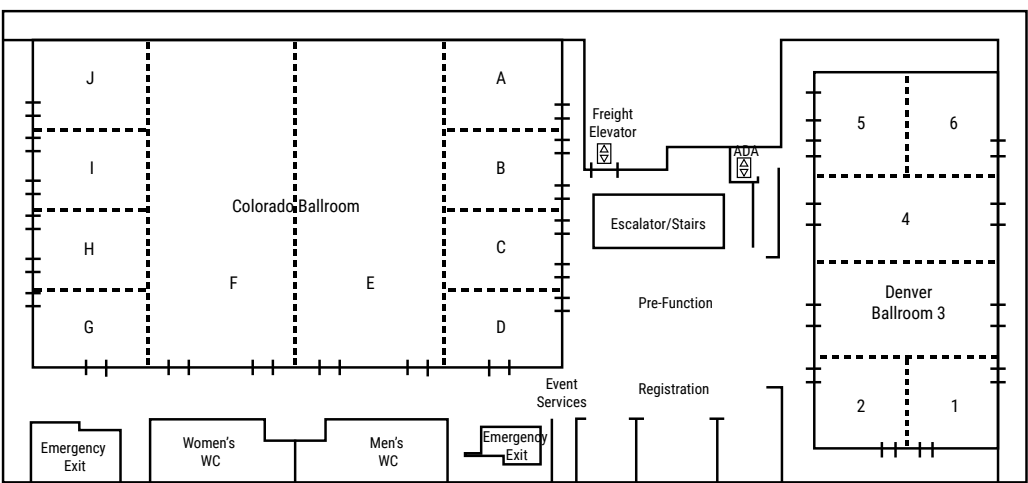 J
A
Freight
Elevator
5
6
ADA
I
B
Colorado Ballroom
Escalator/Stairs
4
H
C
F
E
Denver
Ballroom 3
Pre-Function
G
D
Event
Services
Registration
2
1
Emergency
Exit
Women's
WC
Men's
WC
Emergency
Exit